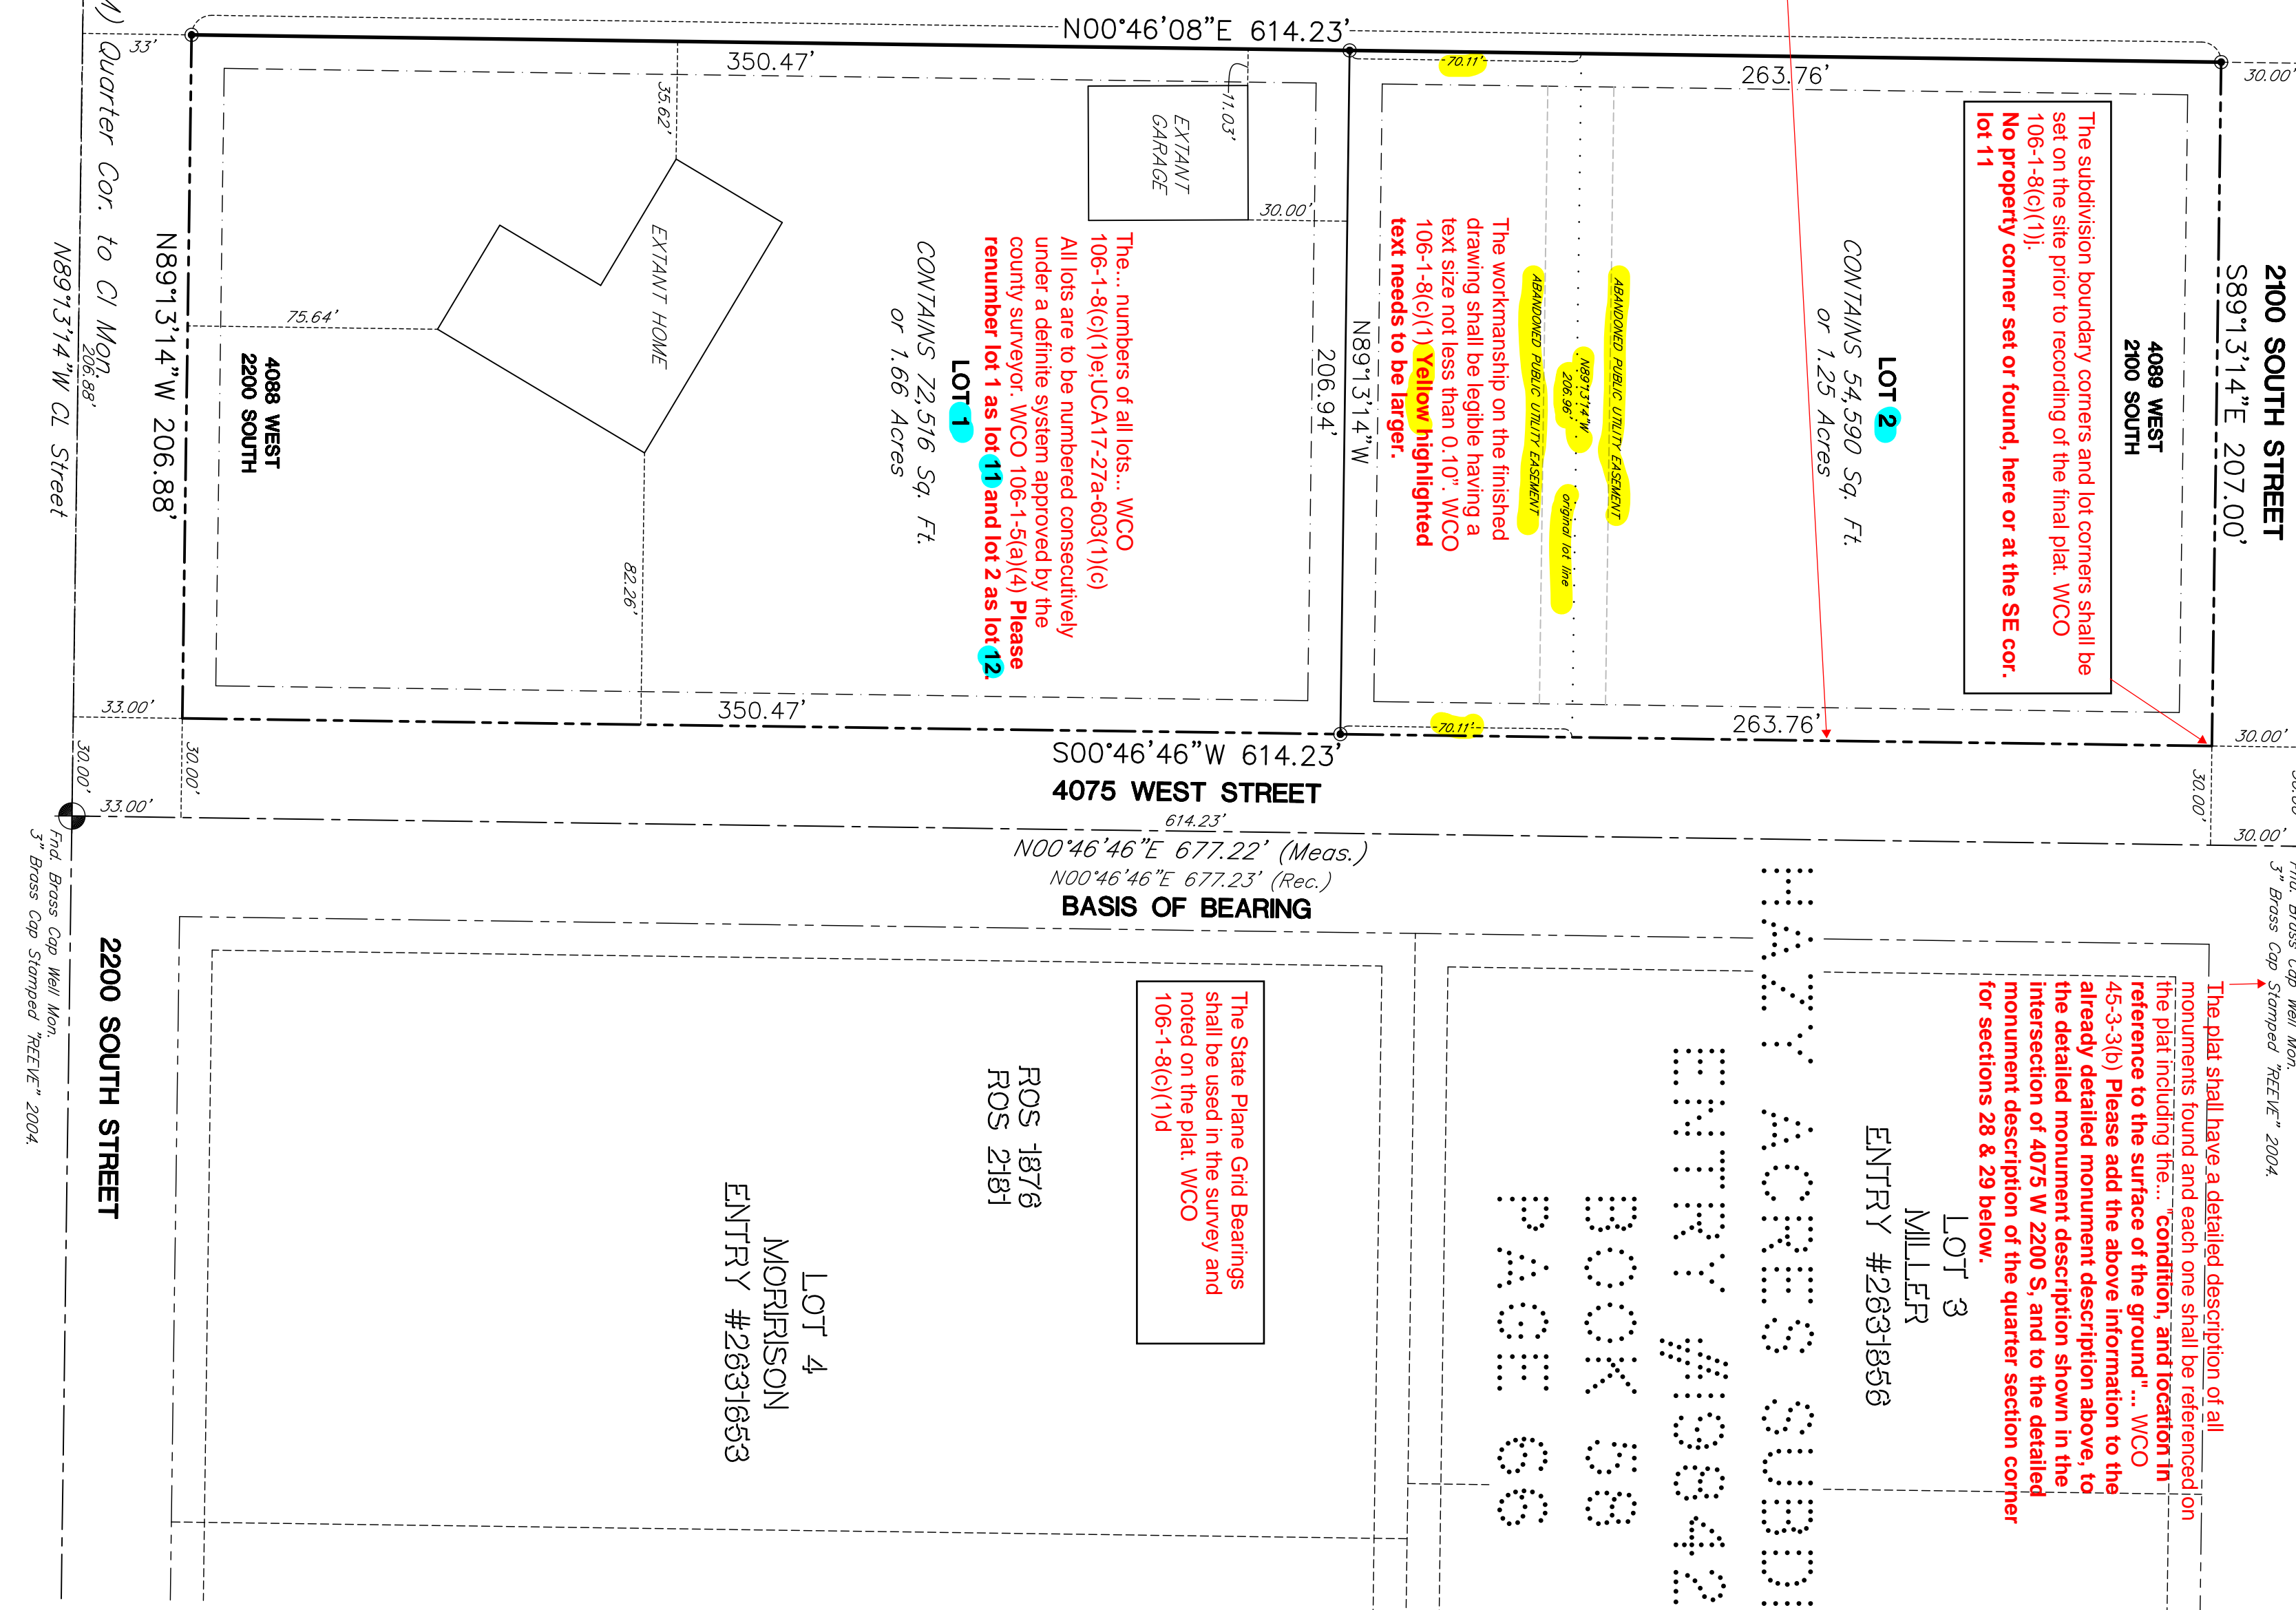 N00°46'08"E 614.23'
33'
350.47'
70.11'
263.76'
30.00'
35.62'
11.03'
EXTANT
GARAGE
30.00'
EXTANT HOME
75.64'
82.26'
4088 WEST
2200 SOUTH
N89°13'14"W 206.88'
Quarter Cor. to Cl Mon.
206.88'
N89°13'14"W CL Street
LOT 1
CONTAINS 72,516 Sq. Ft.
or 1.66 Acres
The... numbers of all lots.... WCO
106-1-8(c)(1)e;UCA17-27a-603(1)(c)
All lots are to be numbered consecutively
under a definite system approved by the
county surveyor. WCO 106-1-5(a)(4) Please
renumber lot 1 as lot 11 and lot 2 as lot 12.
N89°13'14"W
206.94'
The workmanship on the finished
drawing shall be legible having a
text size not less than 0.10". WCO
106-1-8(c)(1) Yellow highlighted
text needs to be larger.
ABANDONED PUBLIC UTILITY EASEMENT
N89°13'14"W
206.96'
original lot line
ABANDONED PUBLIC UTILITY EASEMENT
LOT 2
CONTAINS 54,590 Sq. Ft.
or 1.25 Acres
4089 WEST
2100 SOUTH
The subdivision boundary corners and lot corners shall be
set on the site prior to recording of the final plat. WCO
106-1-8(c)(1)j.
No property corner set or found, here or at the SE cor.
lot 11
2100 SOUTH STREET
S89°13'14"E 207.00'
33.00'
350.47'
70.11'
263.76'
30.00'
S00°46'46"W 614.23'
4075 WEST STREET
30.00'
30.00'
33.00'
30.00'
30.00'
614.23'
N00°46'46"E 677.22' (Meas.)
N00°46'46"E 677.23' (Rec.)
BASIS OF BEARING
Fnd. Brass Cap Well Mon.
3" Brass Cap Stamped "REEVE" 2004.
2200 SOUTH STREET
Fnd. Brass Cap Well Mon.
3" Brass Cap Stamped "REEVE" 2004.
The plat shall have a detailed description of all
monuments found and each one shall be referenced on
the plat including the... "condition, and location in
reference to the surface of the ground"... WCO
45-3-3(b) Please add the above information to the
already detailed monument description above, to
the detailed monument description shown in the
intersection of 4075 W 2200 S, and to the detailed
monument description of the quarter section corner
for sections 28 & 29 below.
LOT 3
MILLER
ENTRY #2631856
HAZY ACRES SUBDI
ENTRY #199842
BOOK 58
PAGE 66
The State Plane Grid Bearings
shall be used in the survey and
noted on the plat. WCO
106-1-8(c)(1)d
ROS 1876
ROS 2181
LOT 4
MORRISON
ENTRY #2631653